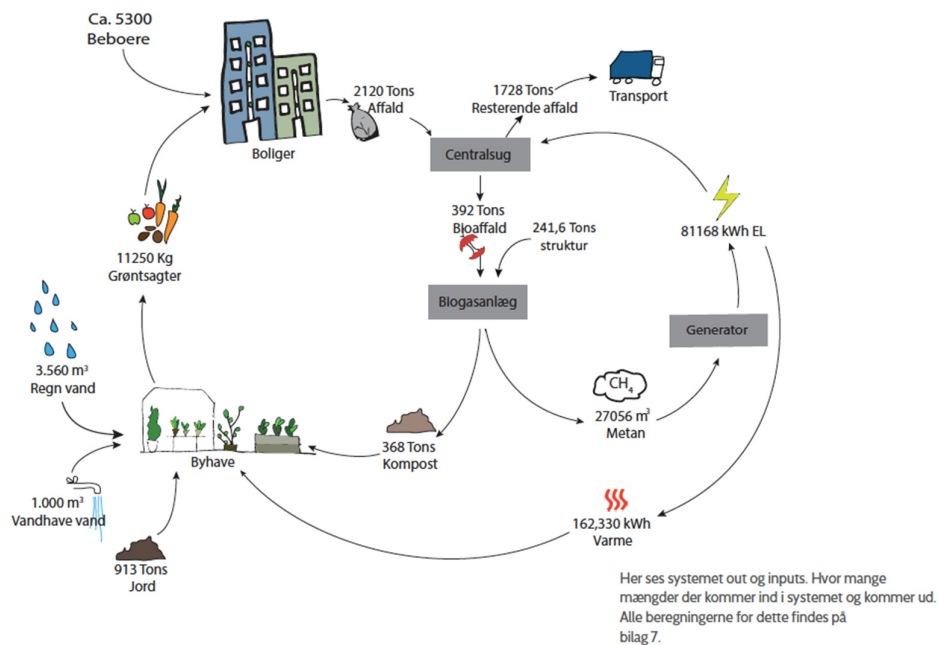 Ca. 5300
Beboere
Boliger
2120 Tons
Affald
1728 Tons
Resterende affald
Transport
Centralsug
392 Tons
Bioaffald
241,6 Tons
struktur
81168 kWh EL
11250 Kg
Grøntsagter
Biogasanlæg
Generator
3.560 m³
Regn vand
CH₄
27056 m³
Metan
368 Tons
Kompost
Byhave
1.000 m³
Vandhave vand
162,330 kWh
Varme
913 Tons
Jord
Her ses systemet out og inputs. Hvor mange
mængder der kommer ind i systemet og kommer ud.
Alle beregningerne for dette findes på
bilag 7.